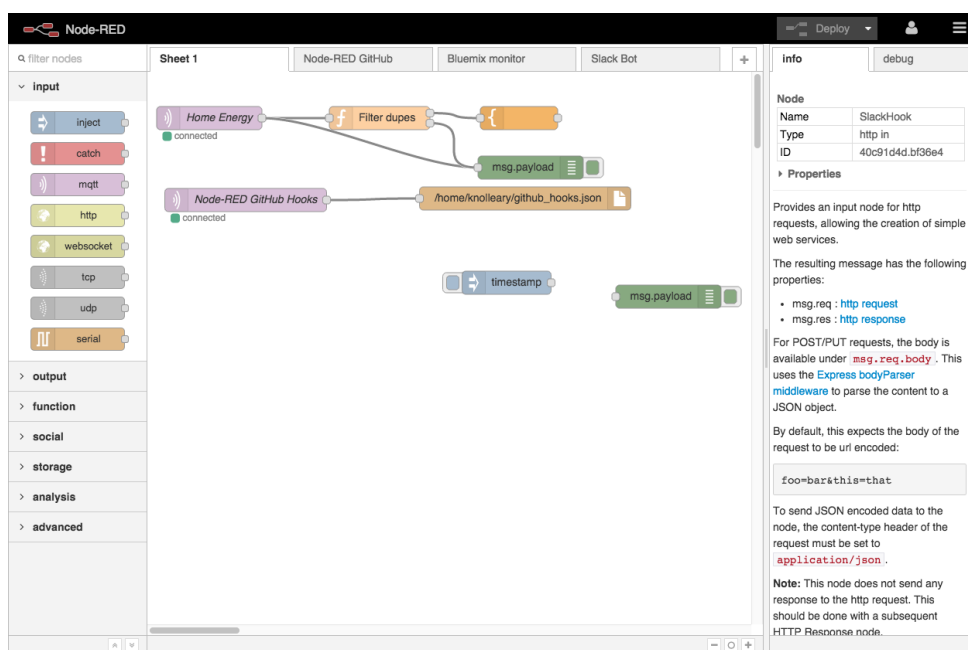 Node-RED
Deploy
filter nodes
Sheet 1
Node-RED GitHub
Bluemix monitor
Slack Bot
+
info
debug
input
inject
catch
mqtt
http
websocket
tcp
udp
serial
output
function
social
storage
analysis
advanced
Home Energy
connected
Filter dupes
{
msg.payload
Node-RED GitHub Hooks
connected
/home/knolleary/github_hooks.json
timestamp
msg.payload
Node
Name SlackHook
Type http in
ID 40c91d4d.bf36e4
Properties
Provides an input node for http
requests, allowing the creation of simple
web services.
The resulting message has the following
properties:
• msg.req : http request
• msg.res : http response
For POST/PUT requests, the body is
available under msg.req.body . This
uses the Express bodyParser
middleware to parse the content to a
JSON object.
By default, this expects the body of the
request to be url encoded:
foo=bar&this=that
To send JSON encoded data to the
node, the content-type header of the
request must be set to
application/json .
Note: This node does not send any
response to the http request. This
should be done with a subsequent
HTTP Response node.